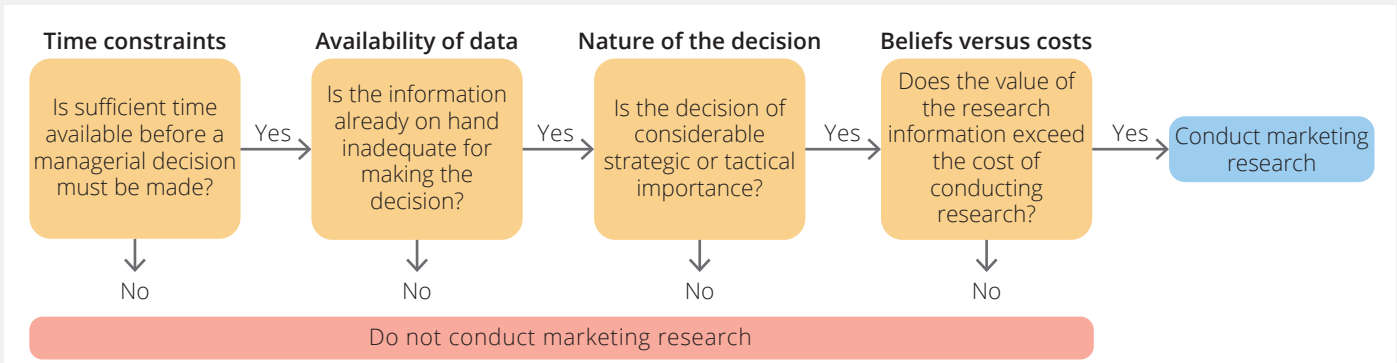 Time constraints
Is sufficient time
available before a
managerial decision
must be made?
Yes
No
Availability of data
Is the information
already on hand
inadequate for
making the
decision?
Yes
No
Nature of the decision
Is the decision of
considerable
strategic or tactical
importance?
Yes
No
Beliefs versus costs
Does the value of
the research
information exceed
the cost of
conducting
research?
Yes
No
Conduct marketing
research
Do not conduct marketing research